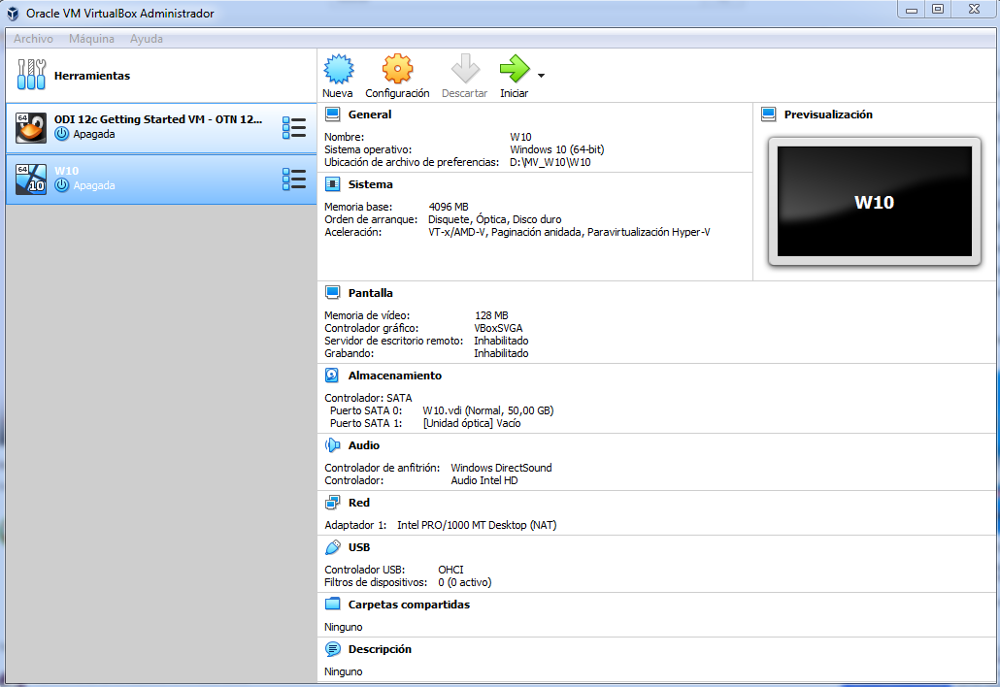 Oracle VM VirtualBox Administrador
Archivo Máquina Ayuda
Herramientas
Nueva Configuración Descartar Iniciar
64
ODI 12c Getting Started VM - OTN 12...
Apagada
64
10
W10
Apagada
General
Nombre: W10
Sistema operativo: Windows 10 (64-bit)
Ubicación de archivo de preferencias: D:\MV_W10\W10
Previsualización
W10
Sistema
Memoria base: 4096 MB
Orden de arranque: Disquete, Óptica, Disco duro
Aceleración: VT-x/AMD-V, Paginación anidada, Paravirtualización Hyper-V
Pantalla
Memoria de vídeo: 128 MB
Controlador gráfico: VBoxSVGA
Servidor de escritorio remoto: Inhabilitado
Grabando: Inhabilitado
Almacenamiento
Controlador: SATA
Puerto SATA 0: W10.vdi (Normal, 50,00 GB)
Puerto SATA 1: [Unidad óptica] Vacío
Audio
Controlador de anfitrión: Windows DirectSound
Controlador: Audio Intel HD
Red
Adaptador 1: Intel PRO/1000 MT Desktop (NAT)
USB
Controlador USB: OHCI
Filtros de dispositivos: 0 (0 activo)
Carpetas compartidas
Ninguno
Descripción
Ninguno